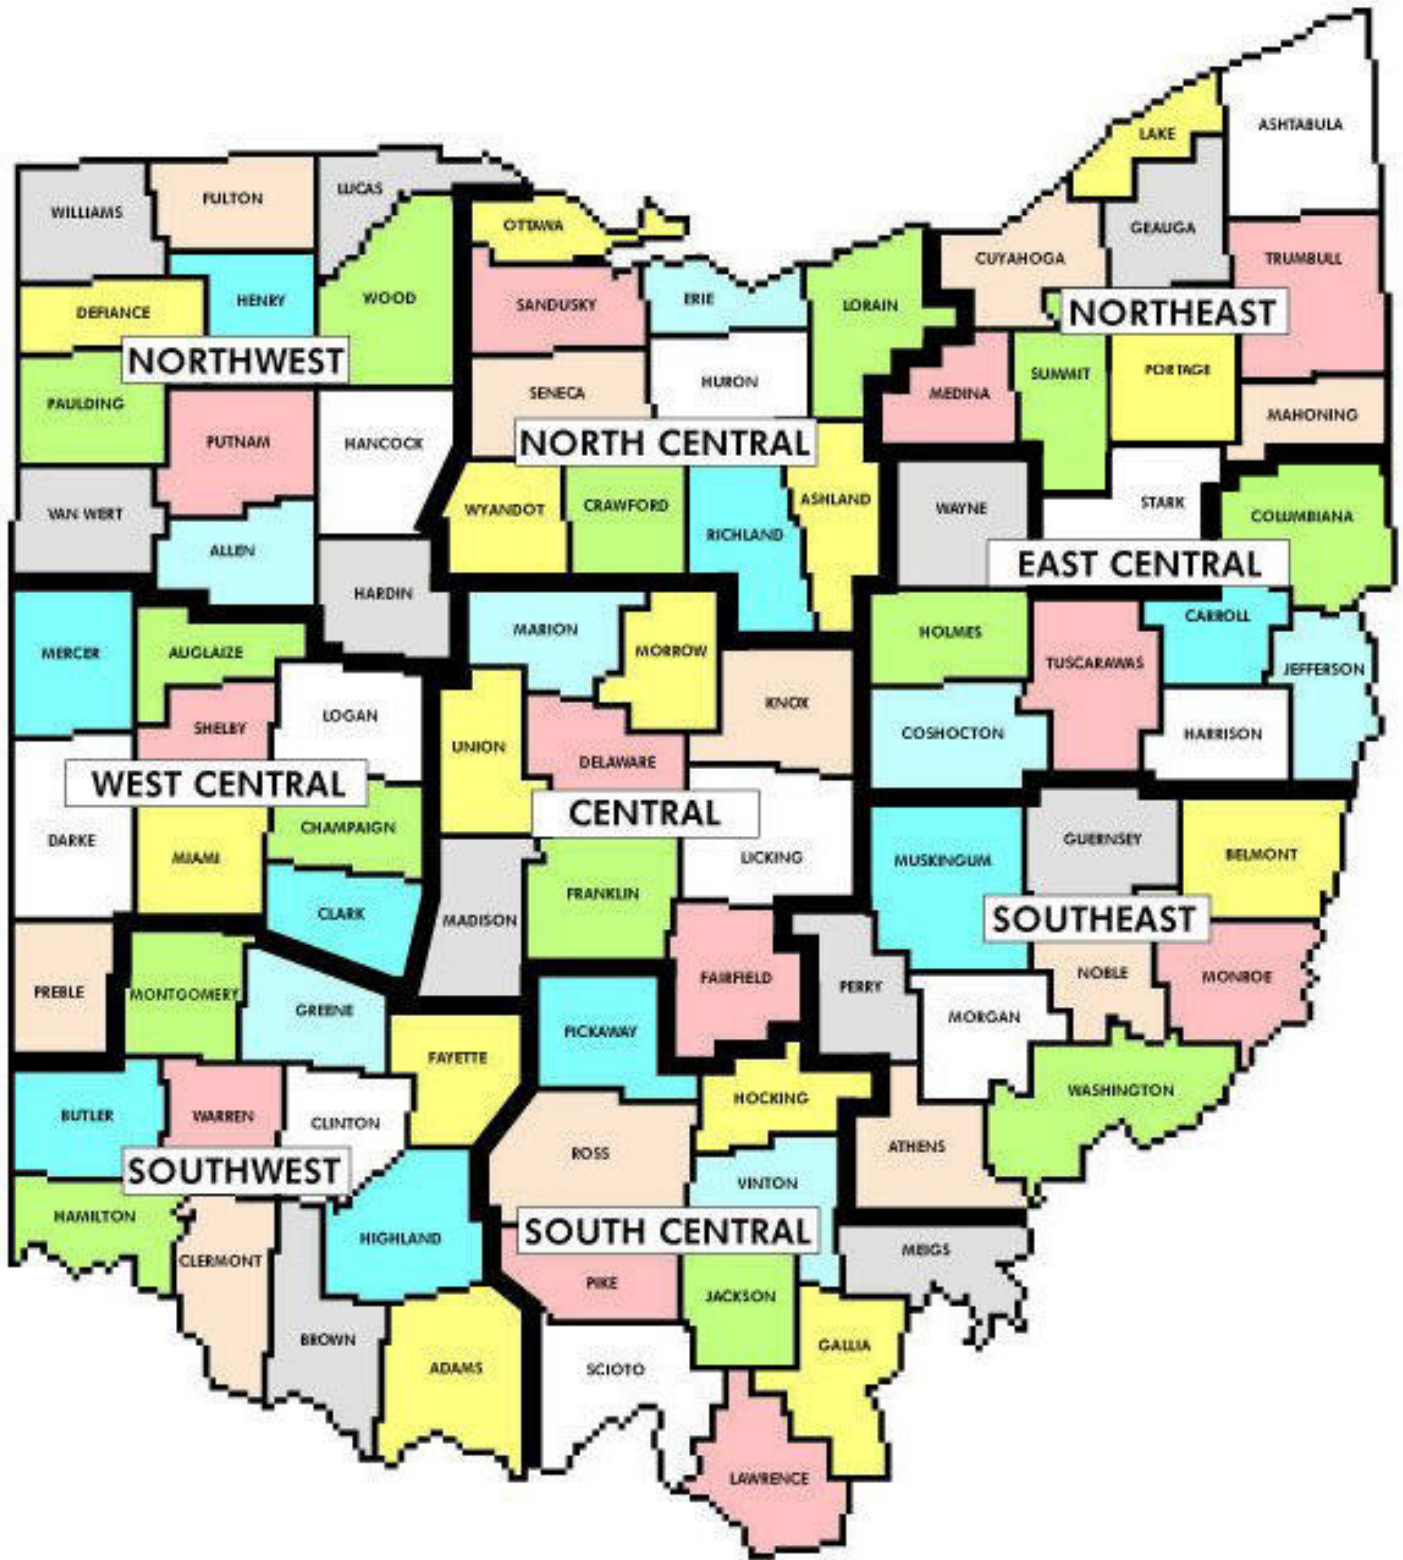 ASHTABULA
LAKE
LUCAS
FULTON
WILLIAMS
OTTAWA
GEAUGA
CUYAHOGA
TRUMBULL
HENRY
WOOD
ERIE
SANDUSKY
LORAIN
DEFIANCE
NORTHEAST
NORTHWEST
PORTAGE
SUMMIT
HURON
SENECA
MEDINA
PAULDING
MAHONING
PUTNAM
HANCOCK
NORTH CENTRAL
ASHLAND
STARK
CRAWFORD
WYANDOT
WAYNE
VAN WERT
COLUMBIANA
RICHLAND
ALLEN
EAST CENTRAL
HARDIN
CARROLL
MARION
HOLMES
MERCER
AUGLAIZE
MORROW
TUSCARAWAS
JEFFERSON
KNOX
LOGAN
SHELBY
COSHOCTON
HARRISON
UNION
DELAWARE
WEST CENTRAL
CENTRAL
CHAMPAIGN
DARKE
GUERNSEY
BELMONT
MIAMI
LICKING
MUSKINGUM
FRANKLIN
CLARK
MADISON
SOUTHEAST
NOBLE
MONROE
FAIRFIELD
PERRY
PREBLE
MONTGOMERY
GREENE
MORGAN
PICKAWAY
FAYETTE
WASHINGTON
HOCKING
BUTLER
WARREN
CLINTON
ATHENS
ROSS
SOUTHWEST
VINTON
HAMILTON
SOUTH CENTRAL
HIGHLAND
MEIGS
CLERMONT
PIKE
JACKSON
BROWN
GALLIA
ADAMS
SCIOTO
LAWRENCE